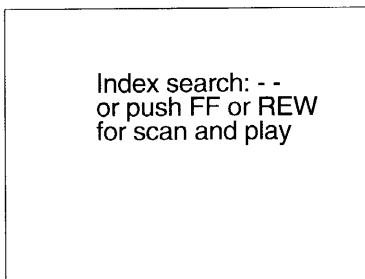 Index search: - -
or push FF or REW
for scan and play